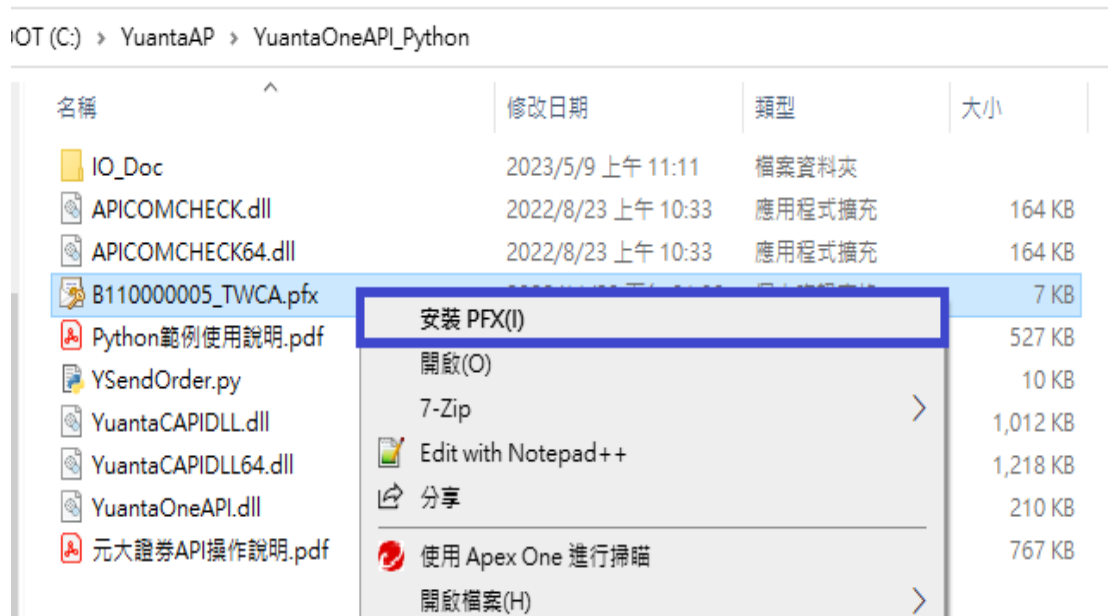 OT (C:) › YuantaAP › YuantaOneAPI_Python
名稱 修改日期 類型 大小
IO_Doc 2023/5/9 上午 11:11 檔案資料夾
APICOMCHECK.dll 2022/8/23 上午 10:33 應用程式擴充 164 KB
APICOMCHECK64.dll 2022/8/23 上午 10:33 應用程式擴充 164 KB
B110000005_TWCA.pfx 7 KB
安裝 PFX(I)
Python範例使用說明.pdf 527 KB
開啟(O)
YSendOrder.py 10 KB
7-Zip
YuantaCAPIDLL.dll 1,012 KB
Edit with Notepad++
YuantaCAPIDLL64.dll 1,218 KB
分享
YuantaOneAPI.dll 210 KB
元大證券API操作說明.pdf 767 KB
使用 Apex One 進行掃瞄
開啟檔案(H)